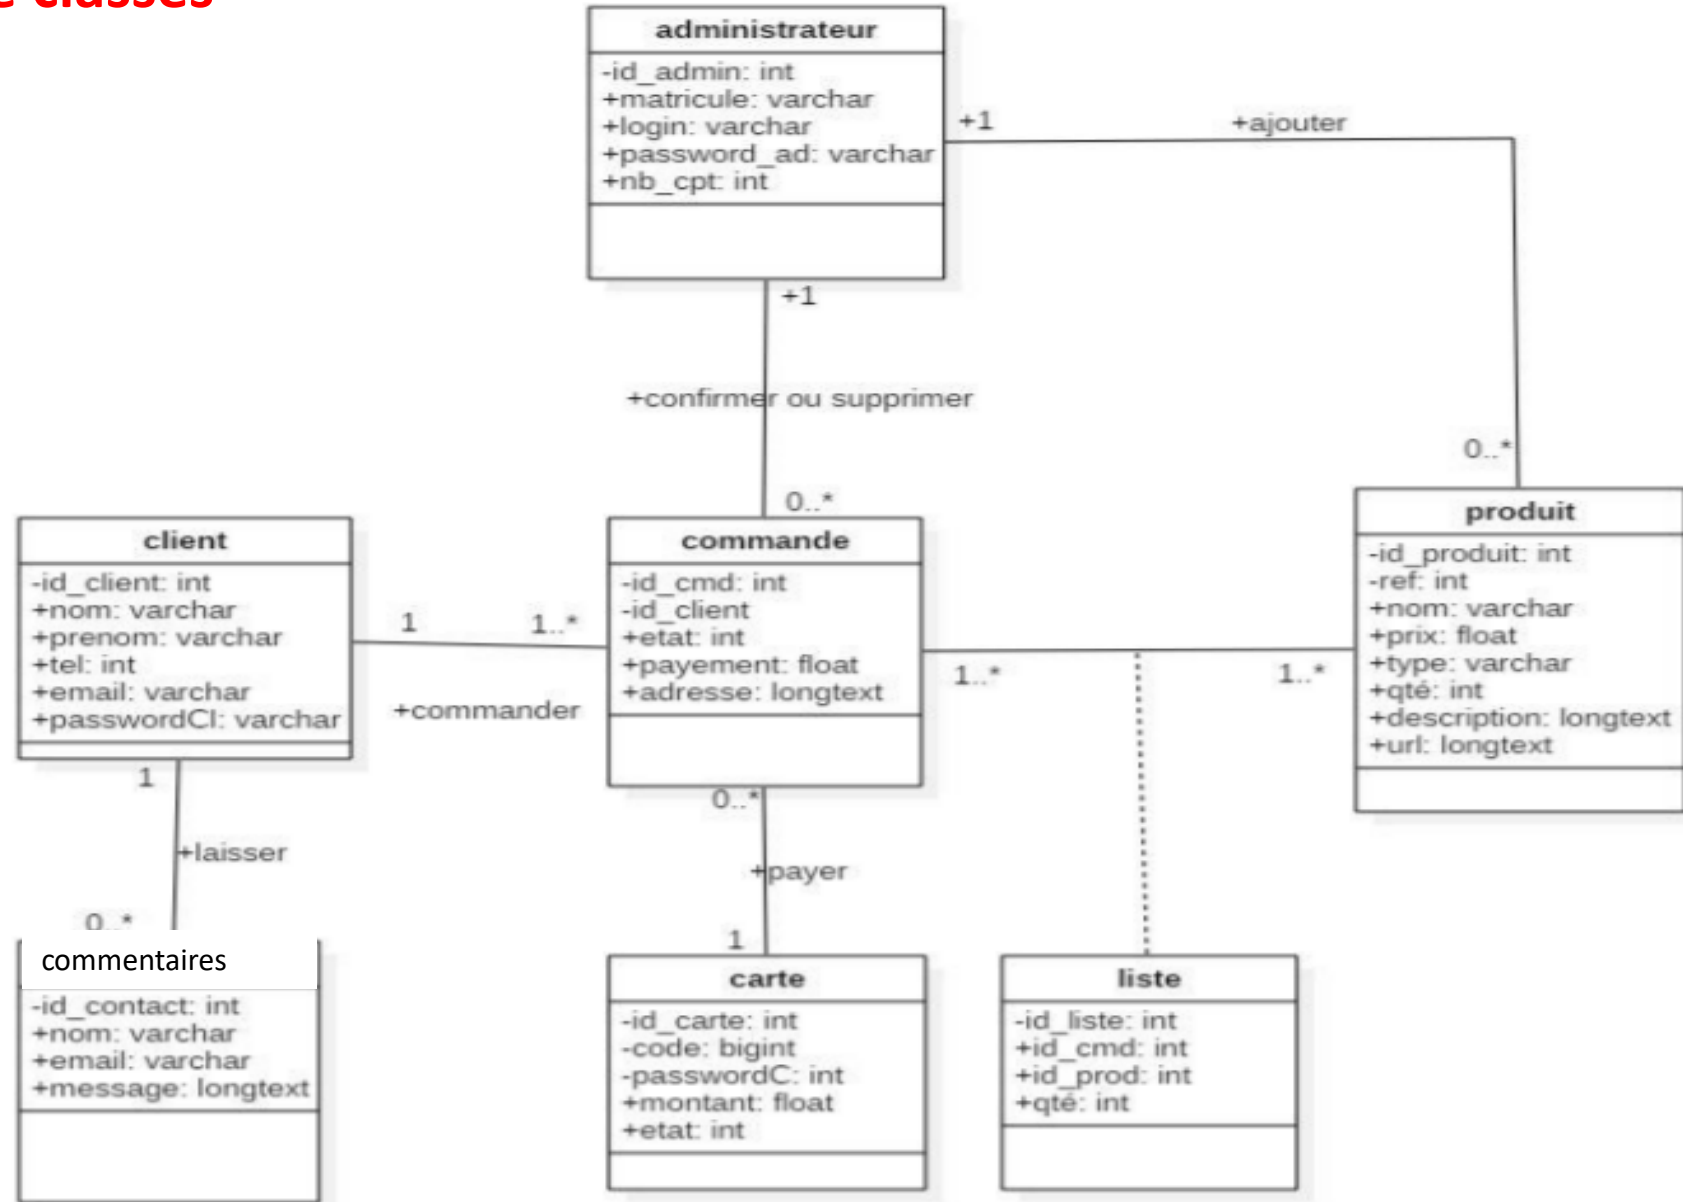 e classes
administrateur
-id_admin: int
+matricule: varchar
+login: varchar
+password_ad: varchar
+nb_cpt: int
+1
+ajouter
+1
+confirmer ou supprimer
0..*
0..*
client
-id_client: int
+nom: varchar
+prenom: varchar
+tel: int
+email: varchar
+passwordCl: varchar
1
1..*
+commander
commande
-id_cmd: int
-id_client
+etat: int
+payement: float
+adresse: longtext
1..*
1..*
produit
-id_produit: int
-ref: int
+nom: varchar
+prix: float
+type: varchar
+qté: int
+description: longtext
+url: longtext
1
+laisser
0..*
0..*
+payer
1
commentaires
-id_contact: int
+nom: varchar
+email: varchar
+message: longtext
carte
-id_carte: int
-code: bigint
-passwordC: int
+montant: float
+etat: int
liste
-id_liste: int
+id_cmd: int
+id_prod: int
+qté: int